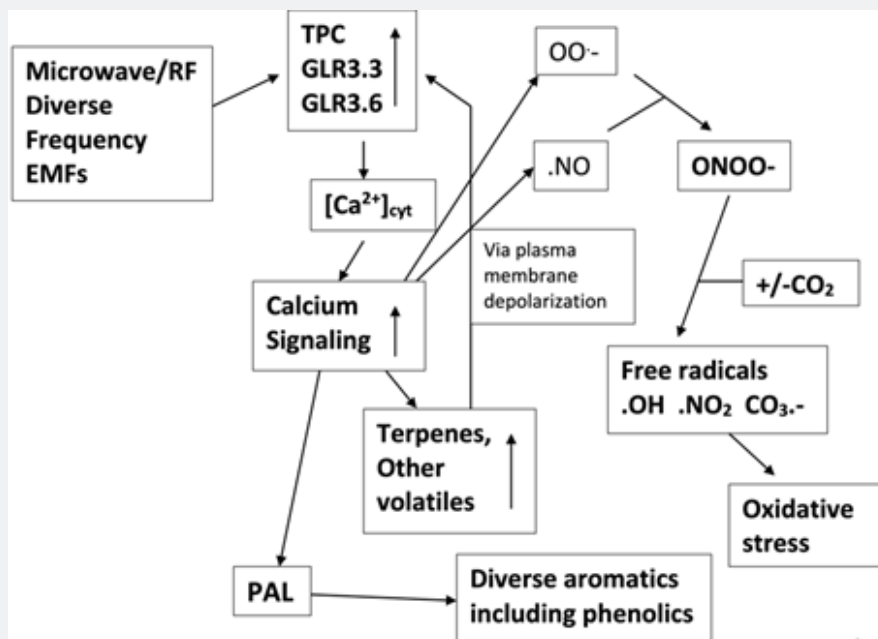 Microwave/RF
Diverse
Frequency
EMFs
TPC
GLR3.3
GLR3.6
OO·-
.NO
ONOO-
[Ca²⁺]cyt
Via plasma
membrane
depolarization
+/-CO₂
Calcium
Signaling
Free radicals
.OH .NO₂ CO₃.-
Terpenes,
Other
volatiles
Oxidative
stress
PAL
Diverse aromatics
including phenolics